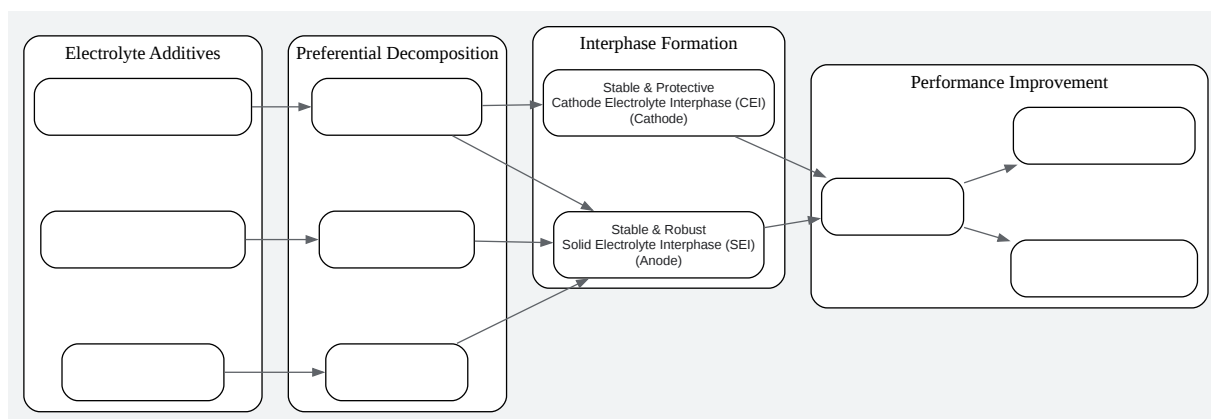 Electrolyte Additives
Preferential Decomposition
Interphase Formation
Stable & Protective
Cathode Electrolyte Interphase (CEI)
(Cathode)
Stable & Robust
Solid Electrolyte Interphase (SEI)
(Anode)
Performance Improvement